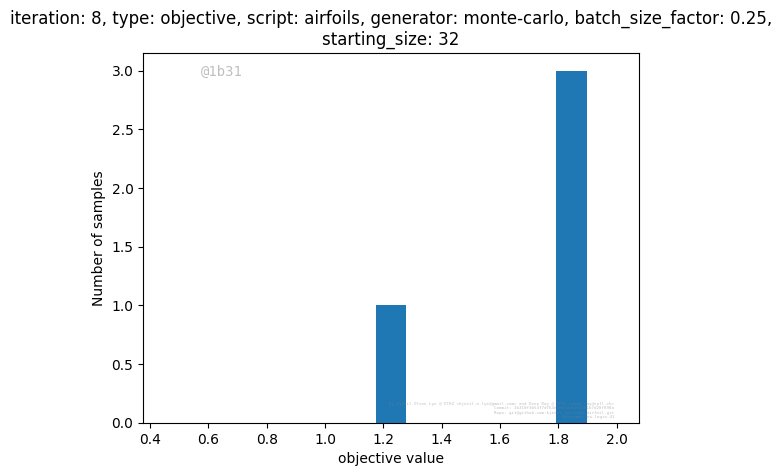 iteration: 8, type: objective, script: airfoils, generator: monte-carlo, batch_size_factor: 0.25,
starting_size: 32
@1b31
3.0
2.5
2.0
1.5
1.0
0.5
0.0
Number of samples
0.4 0.6 0.8 1.0 1.2 1.4 1.6 1.8 2.0
objective value